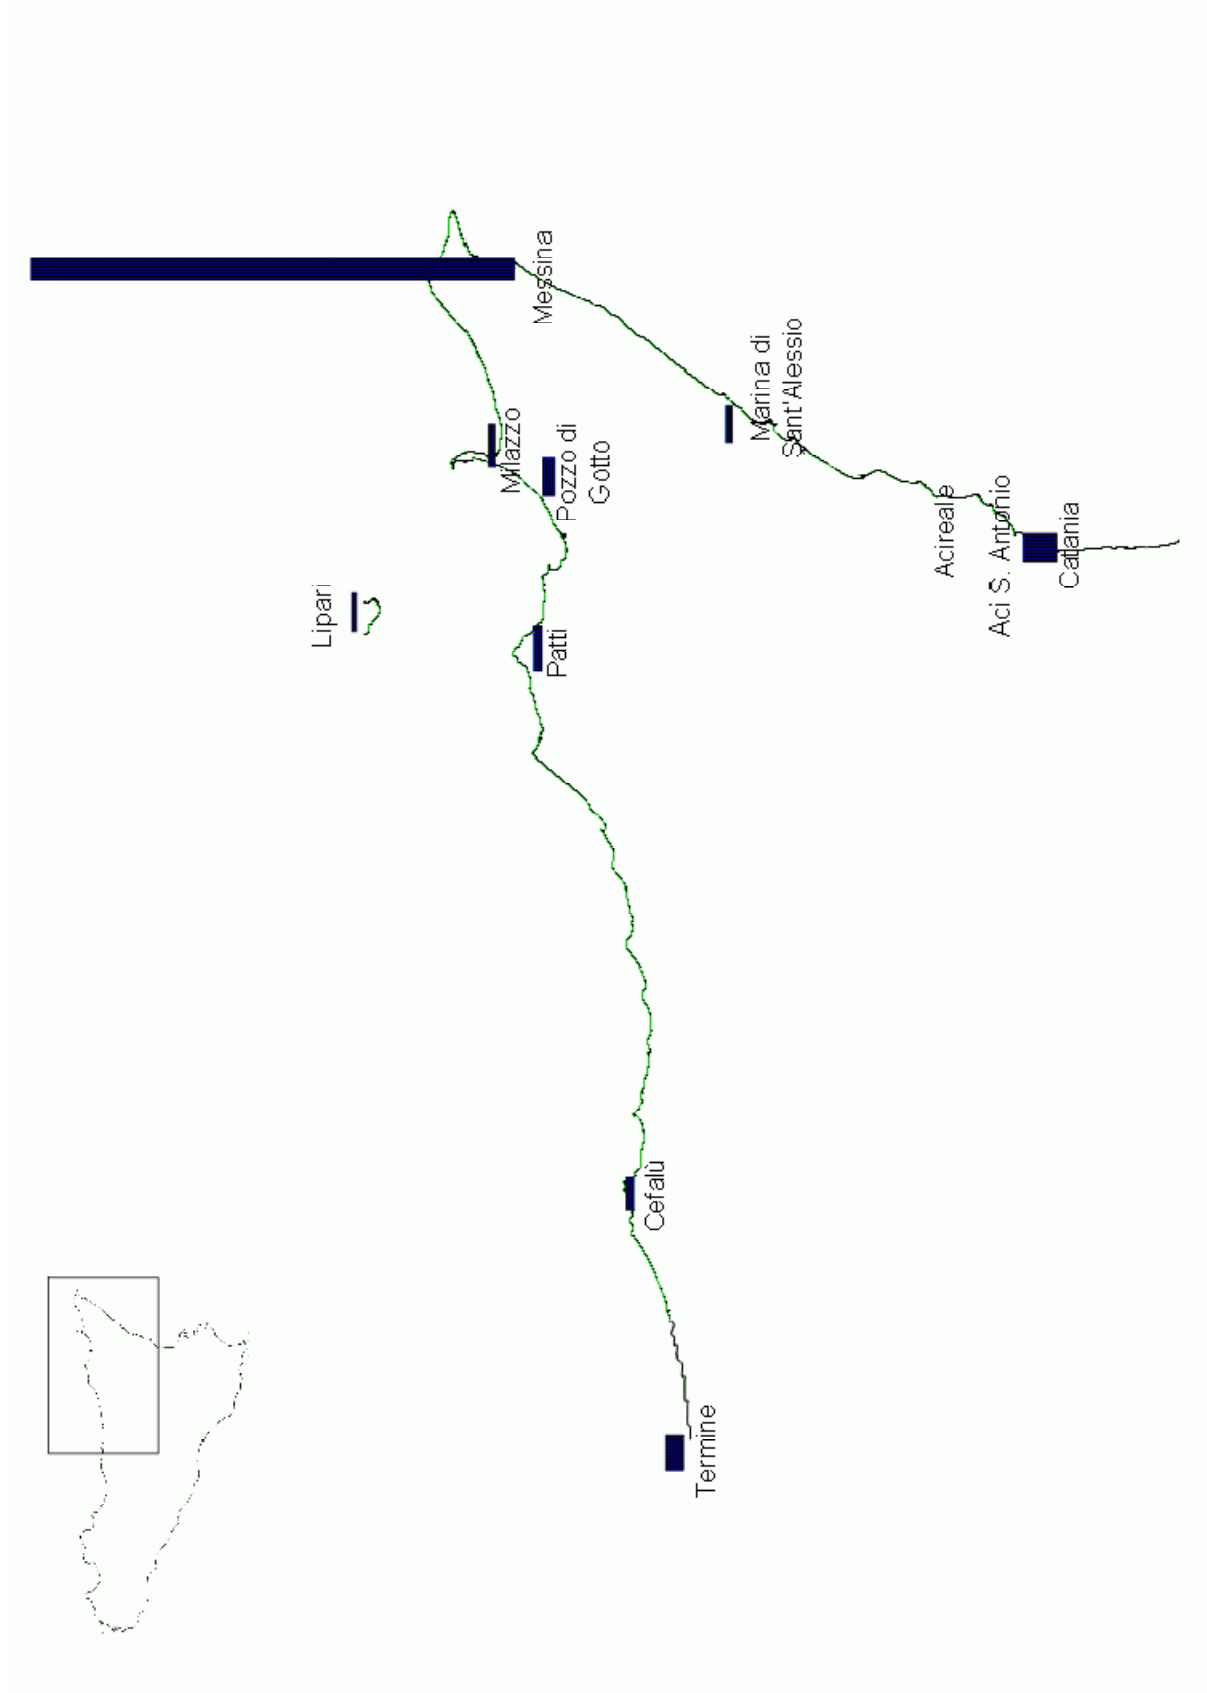 Messina
Marina di
Sant'Alessio
Milazzo
Pozzo di
Gotto
Acireale
Aci S. Antonio
Catania
Lipari
Patti
Cefalù
Termine